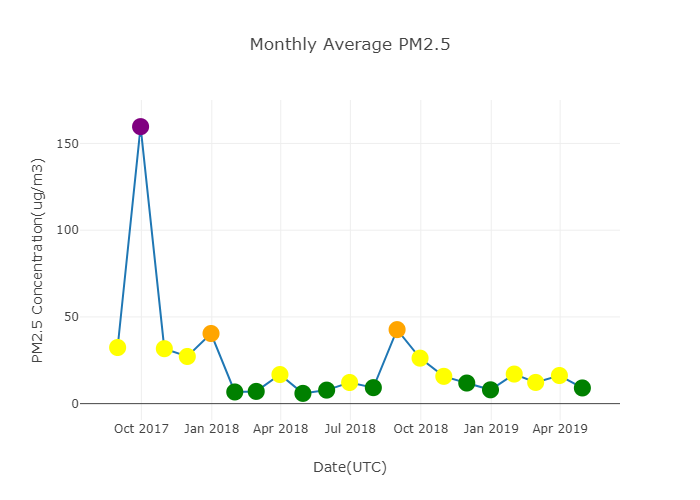 Monthly Average PM2.5
PM2.5 Concentration(ug/m3)
150
100
50
0
Oct 2017 Jan 2018 Apr 2018 Jul 2018 Oct 2018 Jan 2019 Apr 2019
Date(UTC)